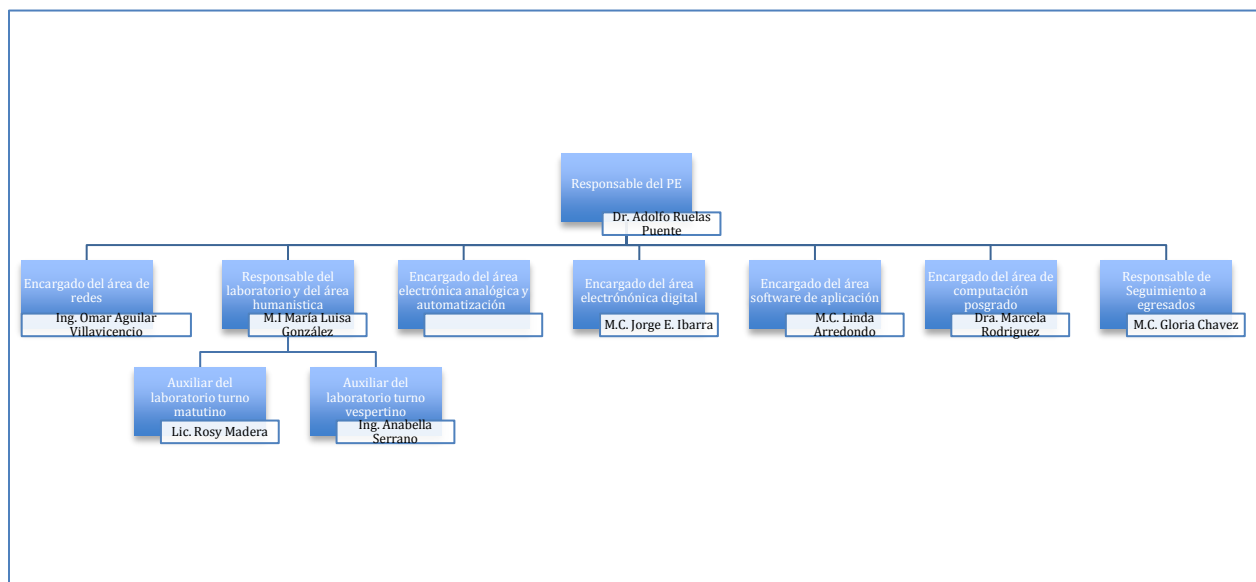 Responsable del PE
Dr. Adolfo Ruelas
Puente
Encargado del área de
redes
Ing. Omar Aguilar
Villavicencio
Responsable del
laboratorio y del área
humanistica
M.I María Luisa
González
Encargado del área
electrónica analógica y
automatización
Encargado del área
electrónónica digital
M.C. Jorge E. Ibarra
Encargado del área
software de aplicación
M.C. Linda
Arredondo
Encargado del área de
computación
posgrado
Dra. Marcela
Rodriguez
Responsable de
Seguimiento a
egresados
M.C. Gloria Chavez
Auxiliar del
laboratorio turno
matutino
Lic. Rosy Madera
Auxiliar del
laboratorio turno
vespertino
Ing. Anabella
Serrano